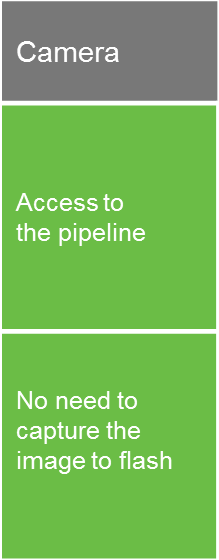 Camera
Access to
the pipeline
No need to
capture the
image to flash